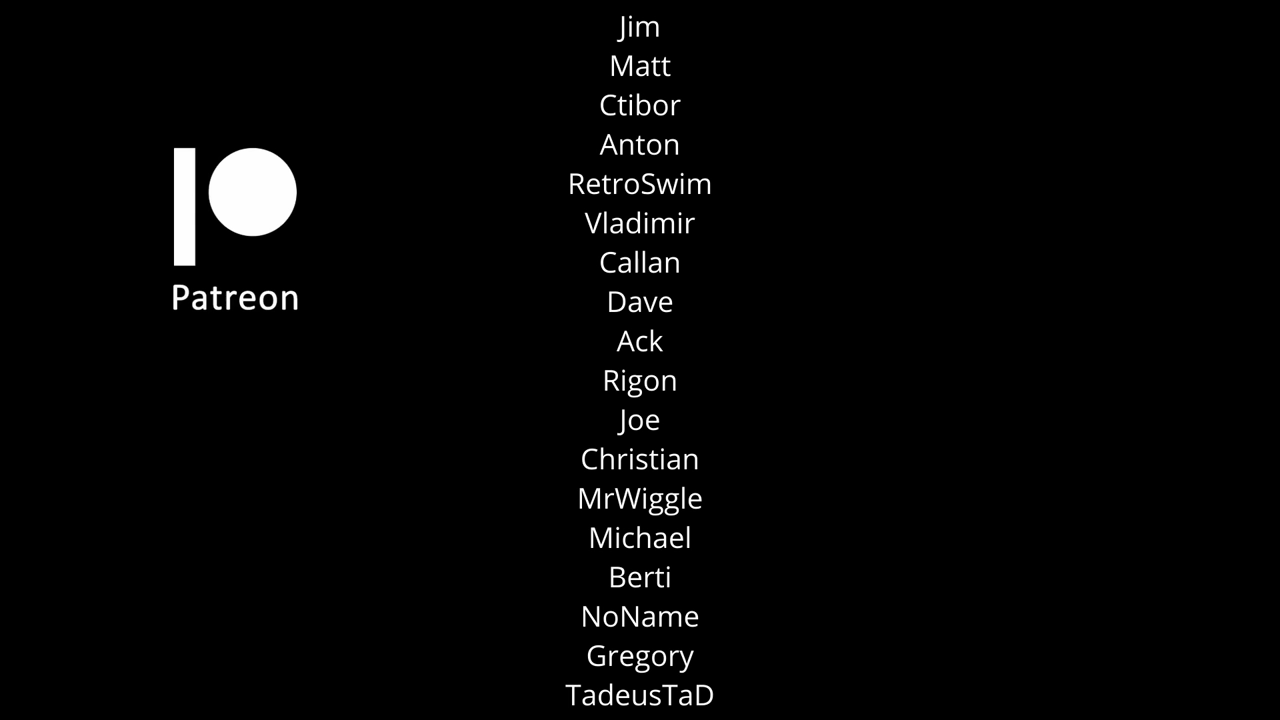 Jim
Matt
Ctibor
Anton
RetroSwim
Vladimir
Callan
Dave
Ack
Rigon
Joe
Christian
MrWiggle
Michael
Berti
NoName
Gregory
TadeusTaD
Patreon